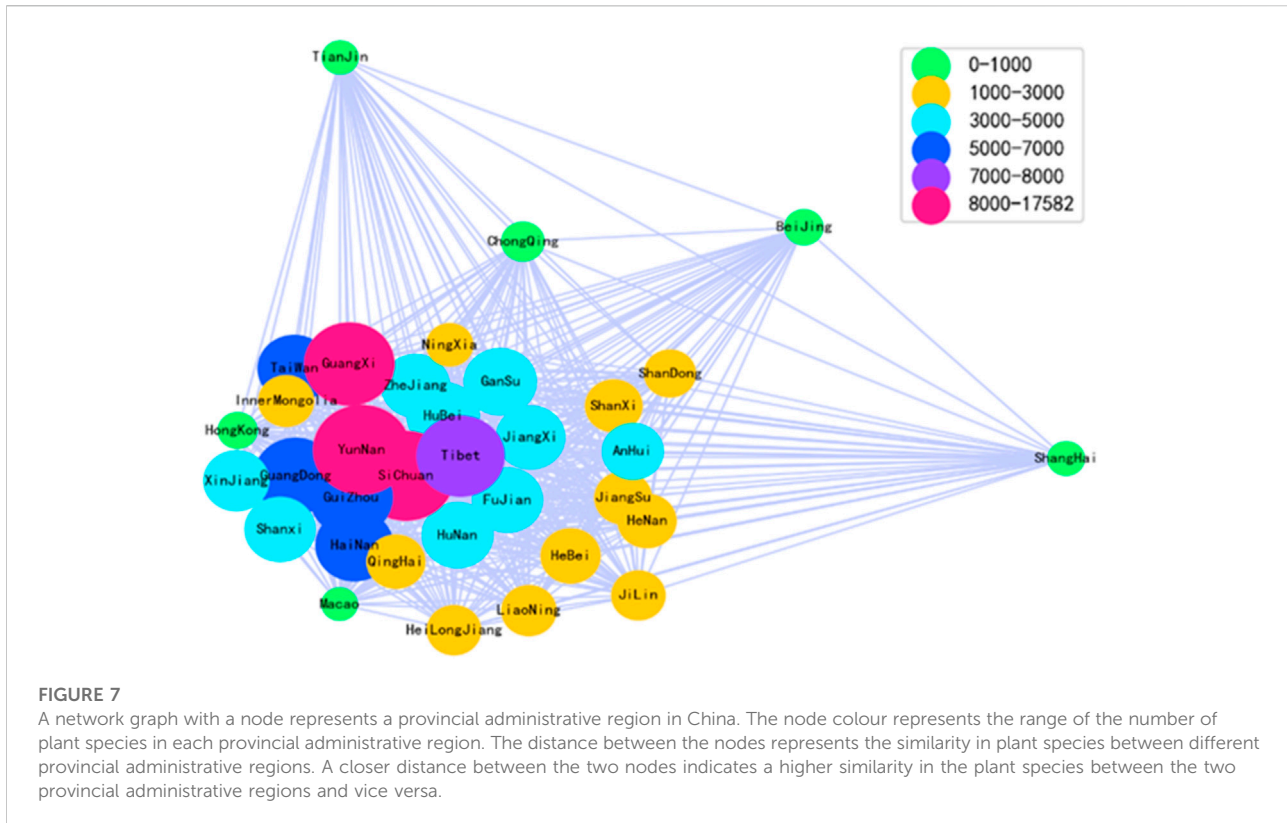 TianJin
0-1000
1000-3000
3000-5000
5000-7000
7000-8000
8000-17582
BeiJing
ChongQing
NingXia
GuangXi
TaiWan
ZheJiang
GanSu
ShanDong
InnerMongolia
ShanXi
HuBei
HongKong
JiangXi
YunNan
Tibet
AnHui
ShangHai
XinJiang
GuangDong
SiChuan
GuiZhou
FuJian
JiangSu
HeNan
Shanxi
HuNan
HaiNan
QingHai
HeBei
JiLin
Macao
LiaoNing
HeiLongJiang
FIGURE 7
A network graph with a node represents a provincial administrative region in China. The node colour represents the range of the number of
plant species in each provincial administrative region. The distance between the nodes represents the similarity in plant species between different
provincial administrative regions. A closer distance between the two nodes indicates a higher similarity in the plant species between the two
provincial administrative regions and vice versa.